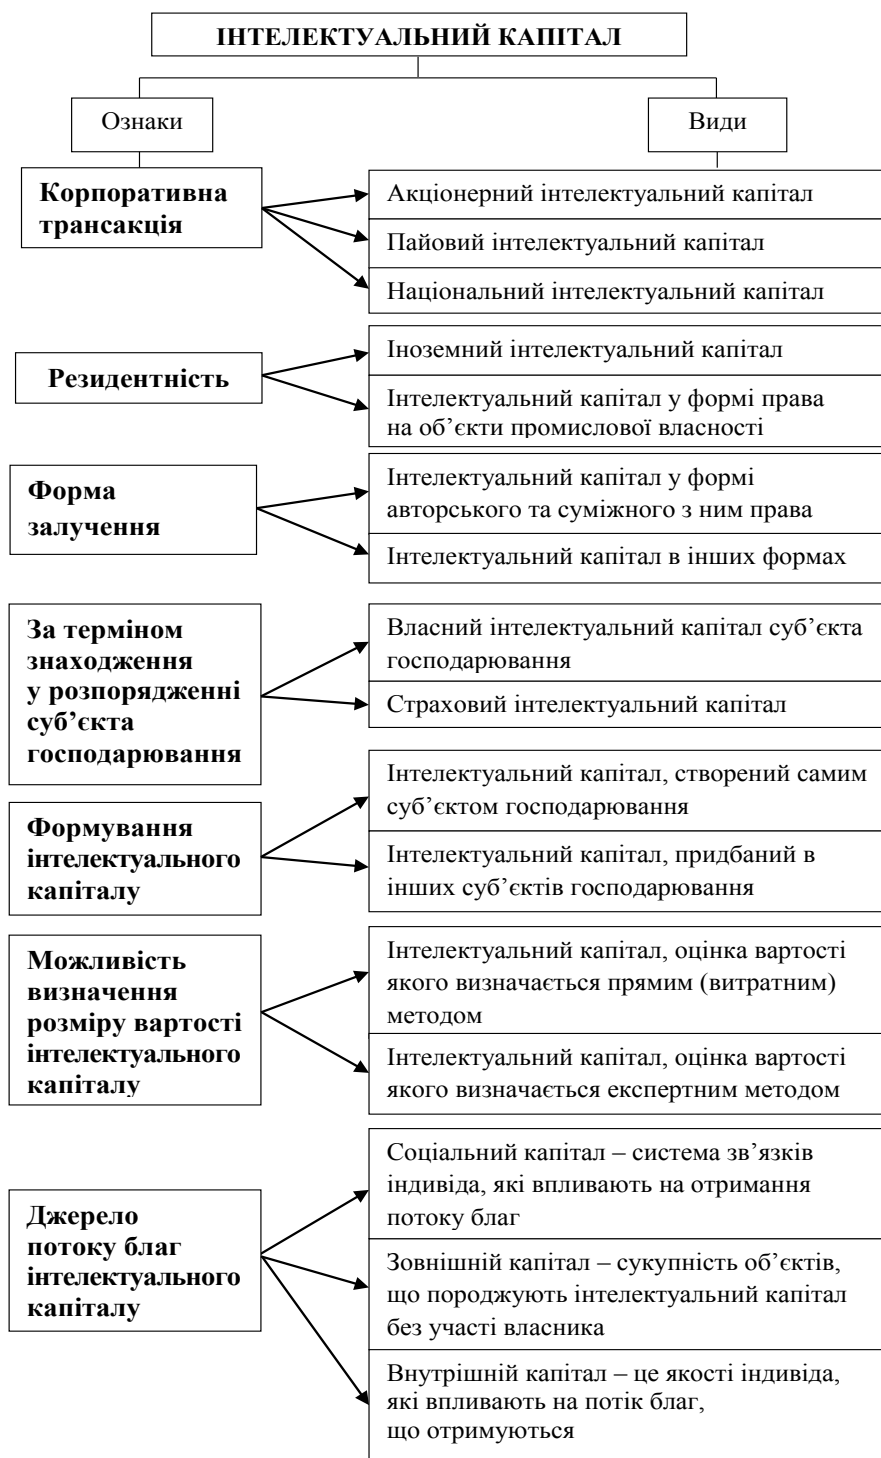 ІНТЕЛЕКТУАЛЬНИЙ КАПІТАЛ
Ознаки
Види
Корпоративна
трансакція
Акціонерний інтелектуальний капітал
Пайовий інтелектуальний капітал
Національний інтелектуальний капітал
Резидентність
Іноземний інтелектуальний капітал
Інтелектуальний капітал у формі права
на об’єкти промислової власності
Форма
залучення
Інтелектуальний капітал у формі
авторського та суміжного з ним права
Інтелектуальний капітал в інших формах
За терміном
знаходження
у розпорядженні
суб’єкта
господарювання
Власний інтелектуальний капітал суб’єкта
господарювання
Страховий інтелектуальний капітал
Формування
інтелектуального
капіталу
Інтелектуальний капітал, створений самим
суб’єктом господарювання
Інтелектуальний капітал, придбаний в
інших суб’єктів господарювання
Можливість
визначення
розміру вартості
інтелектуального
капіталу
Інтелектуальний капітал, оцінка вартості
якого визначається прямим (витратним)
методом
Інтелектуальний капітал, оцінка вартості
якого визначається експертним методом
Джерело
потоку благ
інтелектуального
капіталу
Соціальний капітал – система зв’язків
індивіда, які впливають на отримання
потоку благ
Зовнішній капітал – сукупність об’єктів,
що породжують інтелектуальний капітал
без участі власника
Внутрішній капітал – це якості індивіда,
які впливають на потік благ,
що отримуються